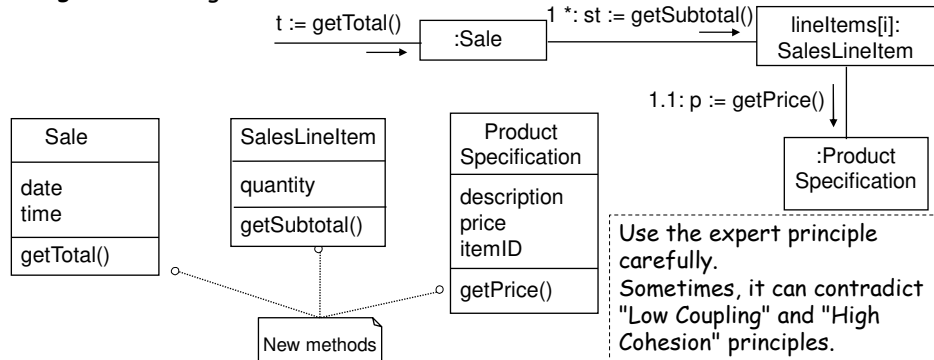 t := getTotal()
:Sale
1 *: st := getSubtotal()
lineItems[i]:
SalesLineItem
1.1: p := getPrice()
:Product
Specification
Sale
date
time
getTotal()
SalesLineItem
quantity
getSubtotal()
Product
Specification
description
price
itemID
getPrice()
New methods
Use the expert principle
carefully.
Sometimes, it can contradict
"Low Coupling" and "High
Cohesion" principles.